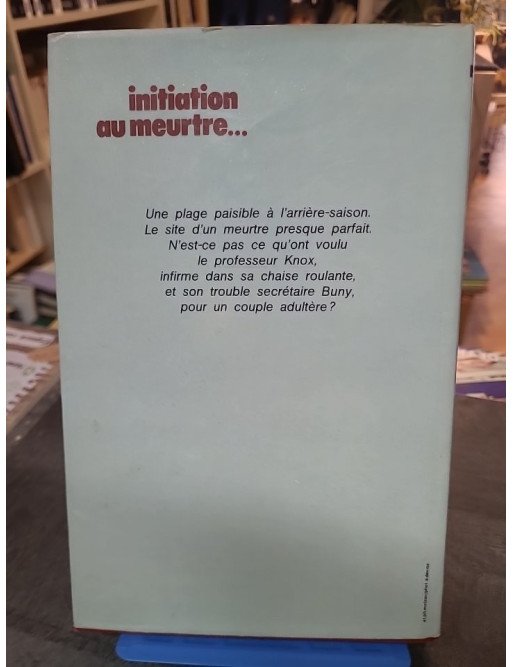 initiation
au meurtre...
Une plage paisible à l'arrière-saison.
Le site d'un meurtre presque parfait.
N'est-ce pas ce qu'ont voulu
le professeur Knox,
infirme dans sa chaise roulante,
et son trouble secrétaire Buny,
pour un couple adultère ?